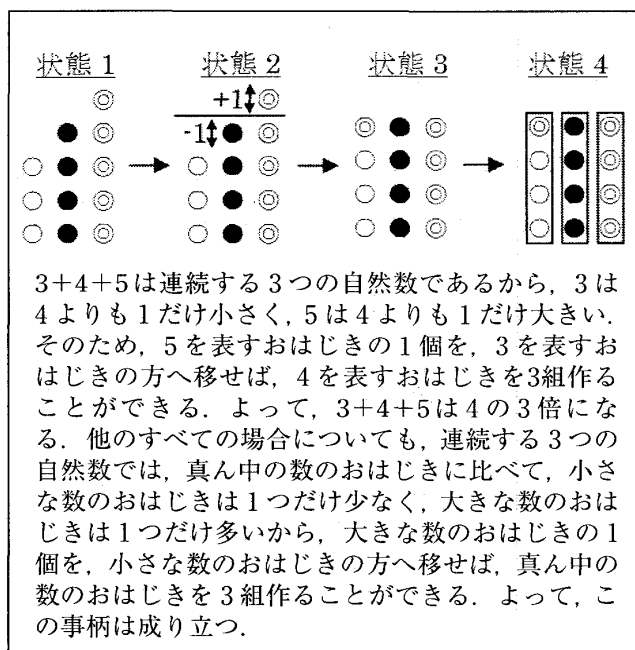 状態1 状態2 状態3 状態4
+1
-1
3+4+5は連続する3つの自然数であるから，3は
4よりも1だけ小さく，5は4よりも1だけ大きい．
そのため，5を表すおはじきの1個を，3を表すお
はじきの方へ移せば，4を表すおはじきを3組作る
ことができる．よって，3+4+5は4の3倍にな
る．他のすべての場合についても，連続する3つの
自然数では，真ん中の数のおはじきに比べて，小さ
な数のおはじきは1つだけ少なく，大きな数のおは
じきは1つだけ多いから，大きな数のおはじきの1
個を，小さな数のおはじきの方へ移せば，真ん中の
数のおはじきを3組作ることができる．よって，こ
の事柄は成り立つ．